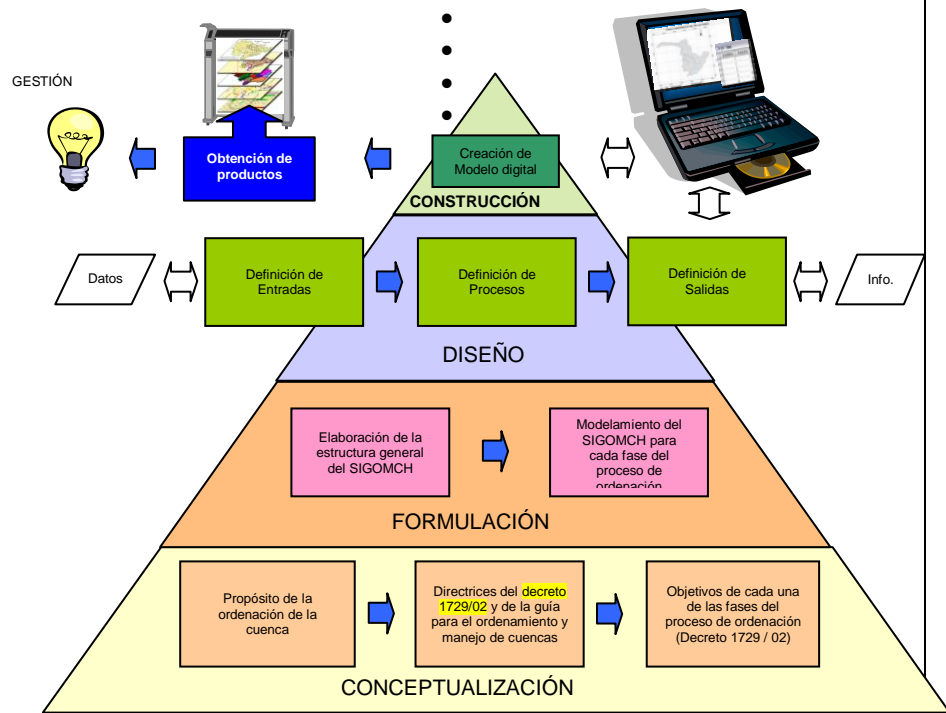 GESTIÓN
Obtención de
productos
Creación de
Modelo digital
CONSTRUCCIÓN
Datos
Definición de
Entradas
Definición de
Procesos
Definición de
Salidas
Info.
DISEÑO
Elaboración de la
estructura general
del SIGOMCH
Modelamiento del
SIGOMCH para
cada fase del
proceso de
ordenación
FORMULACIÓN
Propósito de la
ordenación de la
cuenca
Directrices del decreto
1729/02 y de la guía
para el ordenamiento y
manejo de cuencas
Objetivos de cada una
de las fases del
proceso de ordenación
(Decreto 1729 / 02)
CONCEPTUALIZACIÓN